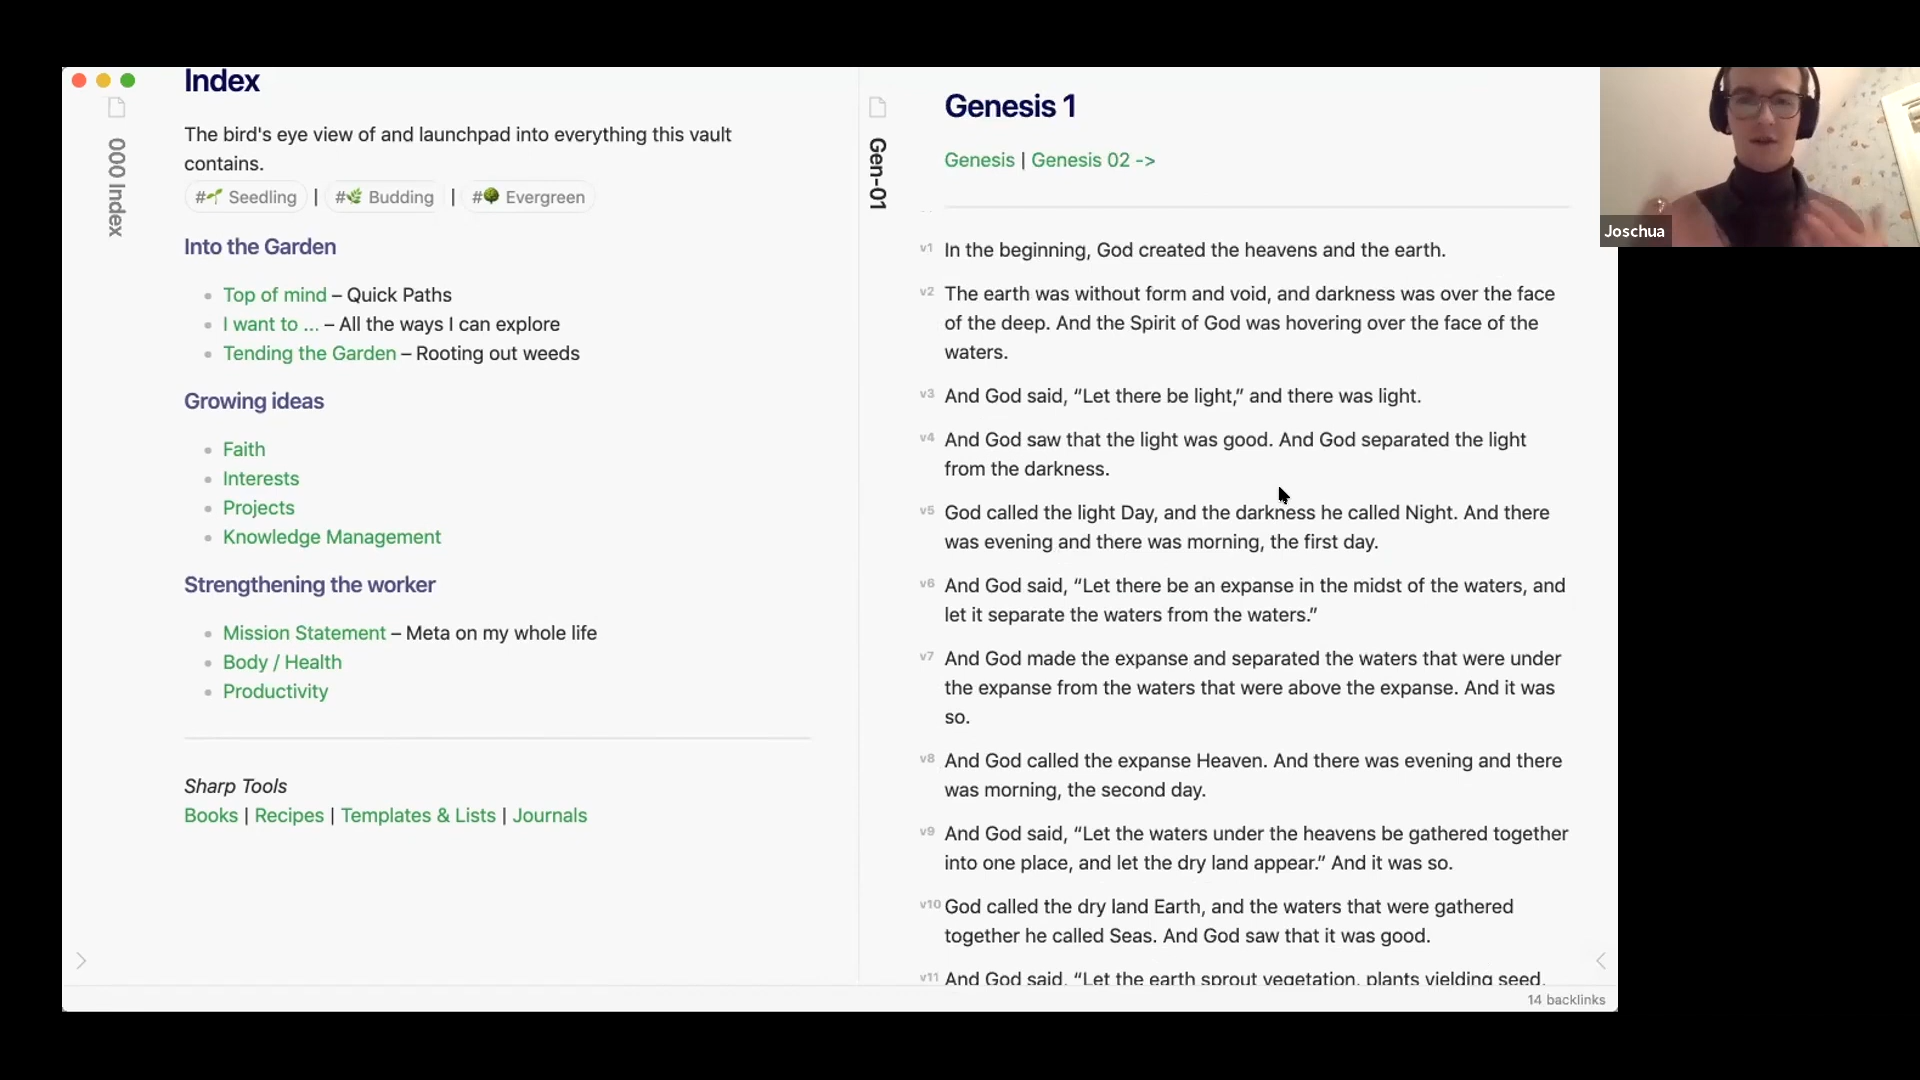 Index
000 Index
The bird's eye view of and launchpad into everything this vault
contains.
#🌱 Seedling | #🌿 Budding | #🌳 Evergreen
Into the Garden
Top of mind – Quick Paths
I want to ... – All the ways I can explore
Tending the Garden – Rooting out weeds
Growing ideas
Faith
Interests
Projects
Knowledge Management
Strengthening the worker
Mission Statement – Meta on my whole life
Body / Health
Productivity
Sharp Tools
Books | Recipes | Templates & Lists | Journals
Gen-01
Genesis 1
Genesis | Genesis 02 ->
v1 In the beginning, God created the heavens and the earth.
v2 The earth was without form and void, and darkness was over the face
of the deep. And the Spirit of God was hovering over the face of the
waters.
v3 And God said, “Let there be light,” and there was light.
v4 And God saw that the light was good. And God separated the light
from the darkness.
v5 God called the light Day, and the darkness he called Night. And there
was evening and there was morning, the first day.
v6 And God said, “Let there be an expanse in the midst of the waters, and
let it separate the waters from the waters.”
v7 And God made the expanse and separated the waters that were under
the expanse from the waters that were above the expanse. And it was
so.
v8 And God called the expanse Heaven. And there was evening and there
was morning, the second day.
v9 And God said, “Let the waters under the heavens be gathered together
into one place, and let the dry land appear.” And it was so.
v10 God called the dry land Earth, and the waters that were gathered
together he called Seas. And God saw that it was good.
v11 And God said, “Let the earth sprout vegetation, plants yielding seed,
14 backlinks
Joschua